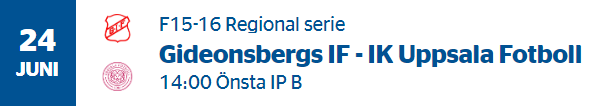 24
JUNI
F15-16 Regional serie
Gideonsbergs IF - IK Uppsala Fotboll
14:00 Önsta IP B